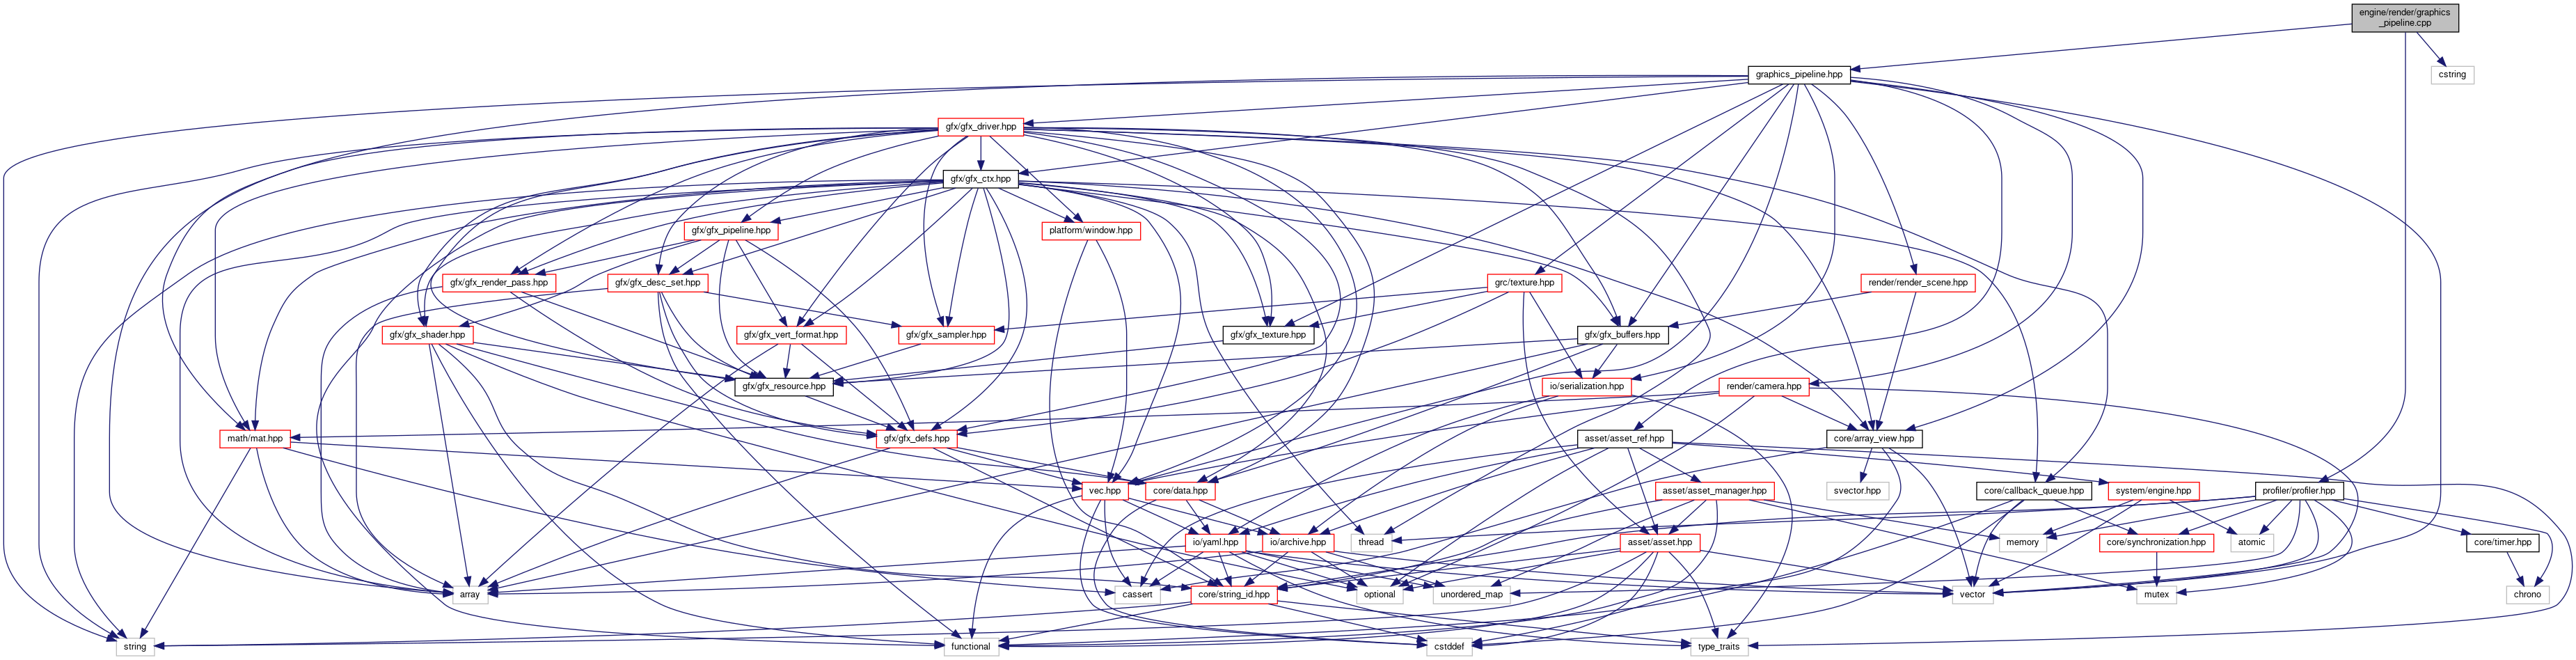 engine/render/graphics
_pipeline.cpp
graphics_pipeline.hpp
cstring
gfx/gfx_driver.hpp
gfx/gfx_ctx.hpp
gfx/gfx_pipeline.hpp
platform/window.hpp
gfx/gfx_render_pass.hpp
gfx/gfx_desc_set.hpp
grc/texture.hpp
render/render_scene.hpp
gfx/gfx_shader.hpp
gfx/gfx_vert_format.hpp
gfx/gfx_sampler.hpp
gfx/gfx_texture.hpp
gfx/gfx_buffers.hpp
gfx/gfx_resource.hpp
io/serialization.hpp
render/camera.hpp
math/mat.hpp
gfx/gfx_defs.hpp
asset/asset_ref.hpp
core/array_view.hpp
vec.hpp
core/data.hpp
asset/asset_manager.hpp
svector.hpp
core/callback_queue.hpp
system/engine.hpp
profiler/profiler.hpp
io/yaml.hpp
io/archive.hpp
thread
asset/asset.hpp
memory
core/synchronization.hpp
atomic
core/timer.hpp
array
cassert
core/string_id.hpp
optional
unordered_map
vector
mutex
chrono
string
functional
cstddef
type_traits